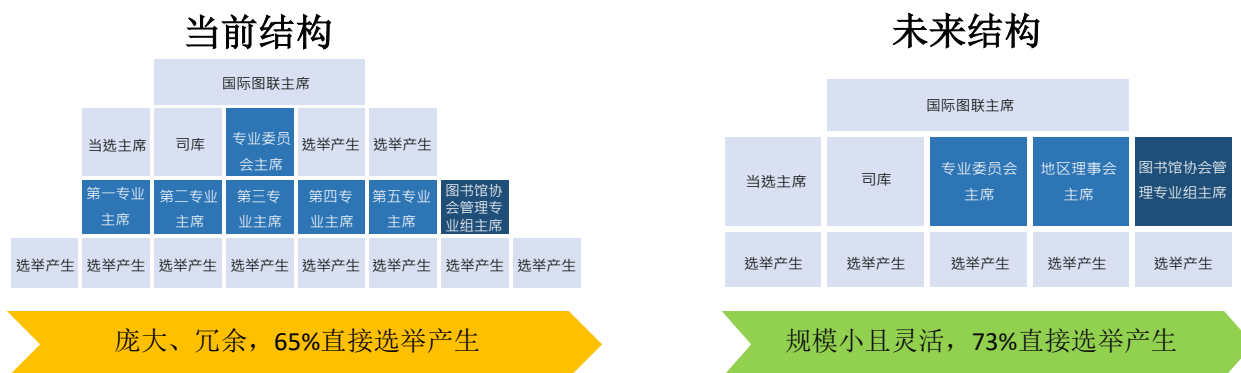 当前结构
国际图联主席
当选主席
司库
专业委员
会主席
选举产生
选举产生
第一专业
主席
第二专业
主席
第三专
业主席
第四专
业主席
第五专业
主席
图书馆协
会管理专
业组主席
选举产生
选举产生
选举产生
选举产生
选举产生
选举产生
选举产生
选举产生
庞大、冗余，65%直接选举产生
未来结构
国际图联主席
当选主席
司库
专业委员会
主席
地区理事会
主席
图书馆协会管
理专业组主席
选举产生
选举产生
选举产生
选举产生
选举产生
规模小且灵活，73%直接选举产生